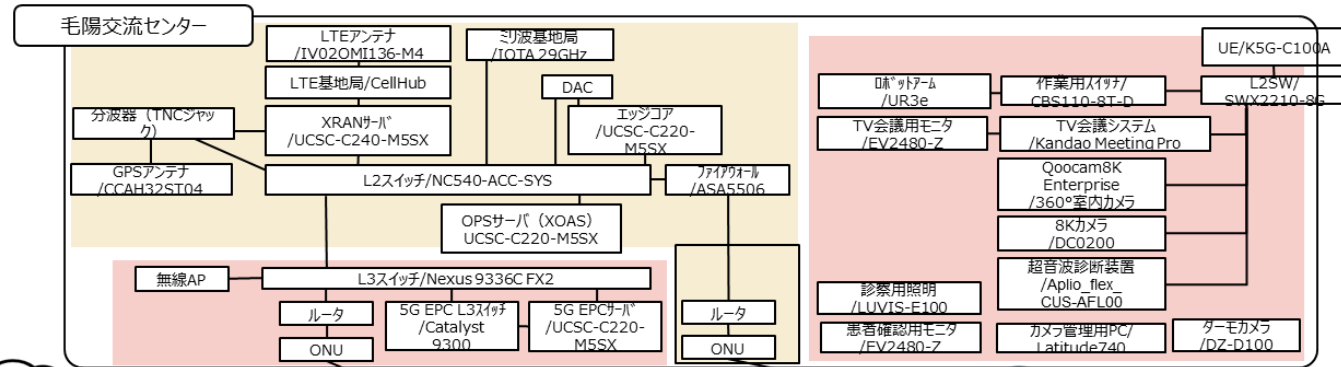 毛陽交流センター
LTEアンテナ
/IV02OMI136-M4
ミリ波基地局
/IOTA 29GHz
LTE基地局/CellHub
DAC
分波器（TNCジャッ
ク）
XRANサーバ
/UCSC-C240-M5SX
エッジコア
/UCSC-C220-
M5SX
GPSアンテナ
/CCAH32ST04
L2スイッチ/NC540-ACC-SYS
ファイアウォール
/ASA5506
OPSサーバ（XOAS）
UCSC-C220-M5SX
無線AP
L3スイッチ/Nexus 9336C FX2
ルータ
ONU
5G EPC L3スイッチ
/Catalyst
9300
5G EPCサーバ
/UCSC-C220-
M5SX
ルータ
ONU
UE/K5G-C100A
ロボットアーム
/UR3e
作業用スイッチ/
CBS110-8T-D
L2SW/
SWX2210-8G
TV会議用モニタ
/EV2480-Z
TV会議システム
/Kandao Meeting Pro
Qoocam8K
Enterprise
/360°室内カメラ
8Kカメラ
/DC0200
超音波診断装置
/Aplio_flex_
CUS-AFL00
診察用照明
/LUVIS-E100
患者確認用モニタ
/EV2480-Z
カメラ管理用PC/
Latitude740
ターモカメラ
/DZ-D100